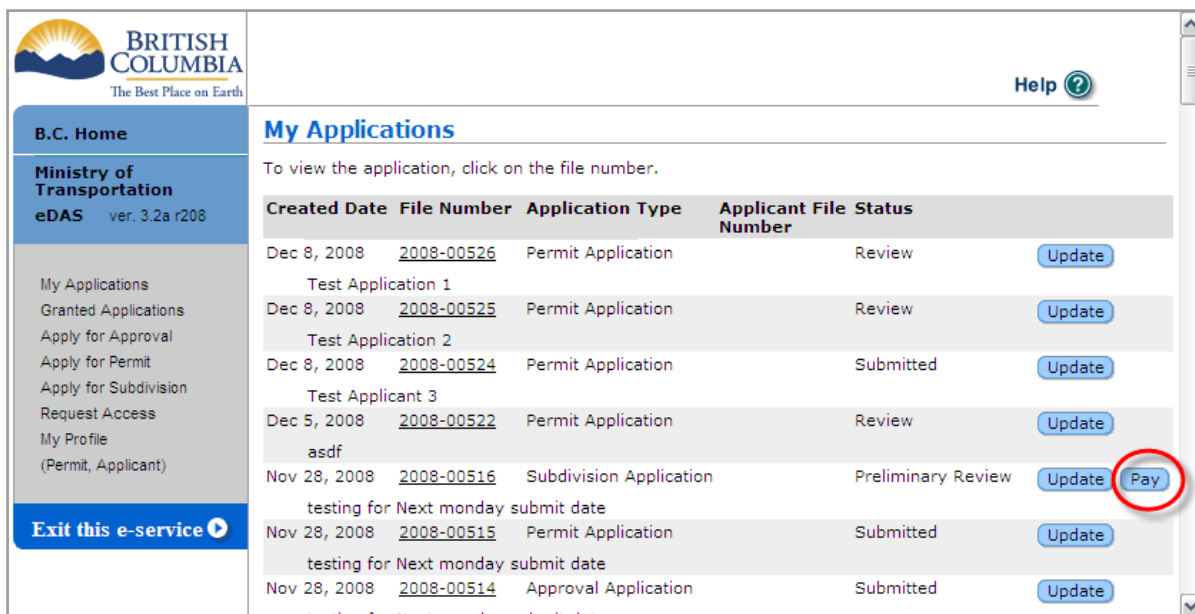 BRITISH
COLUMBIA
The Best Place on Earth
Help ?
B.C. Home
Ministry of
Transportation
eDAS ver. 3.2a r208
My Applications
Granted Applications
Apply for Approval
Apply for Permit
Apply for Subdivision
Request Access
My Profile
(Permit, Applicant)
Exit this e-service
My Applications
To view the application, click on the file number.
Created Date File Number Application Type Applicant File Status
Number
Dec 8, 2008 2008-00526 Permit Application Review Update
Test Application 1
Dec 8, 2008 2008-00525 Permit Application Review Update
Test Application 2
Dec 8, 2008 2008-00524 Permit Application Submitted Update
Test Applicant 3
Dec 5, 2008 2008-00522 Permit Application Review Update
asdf
Nov 28, 2008 2008-00516 Subdivision Application Preliminary Review Update Pay
testing for Next monday submit date
Nov 28, 2008 2008-00515 Permit Application Submitted Update
testing for Next monday submit date
Nov 28, 2008 2008-00514 Approval Application Submitted Update